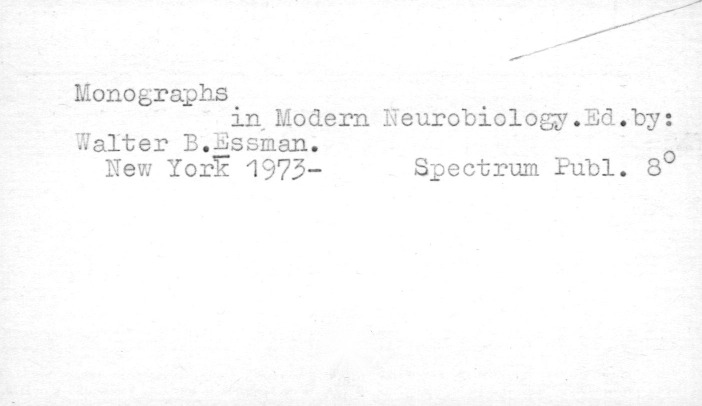 Monographs
in Modern Neurobiology.Ed.by:
Walter B.Essman.
New York 1973- Spectrum Publ. 8°